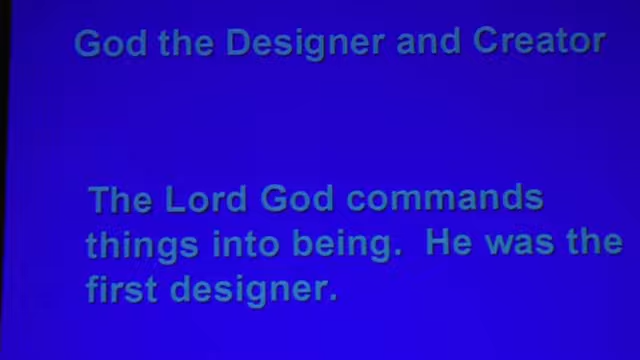 God the Designer and Creator
The Lord God commands
things into being.  He was the
first designer.